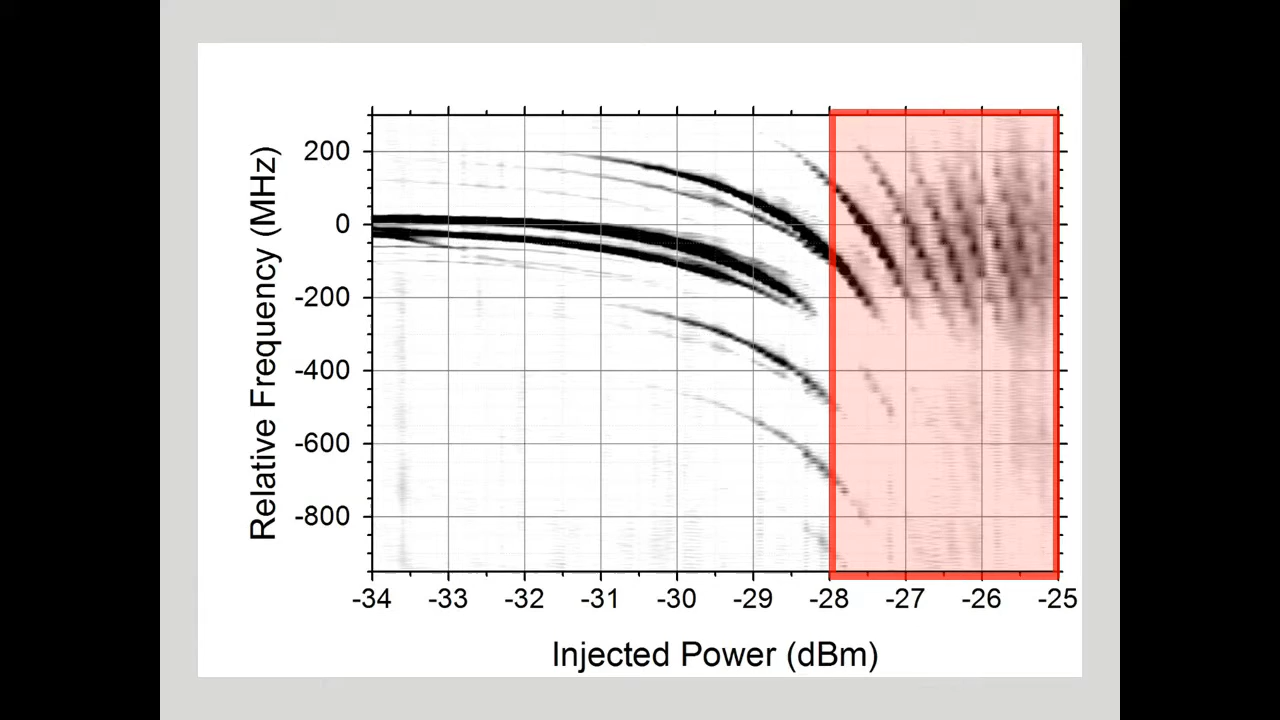 200
0
-200
-400
-600
-800
Relative Frequency (MHz)
-34 -33 -32 -31 -30 -29 -28 -27 -26 -25
Injected Power (dBm)